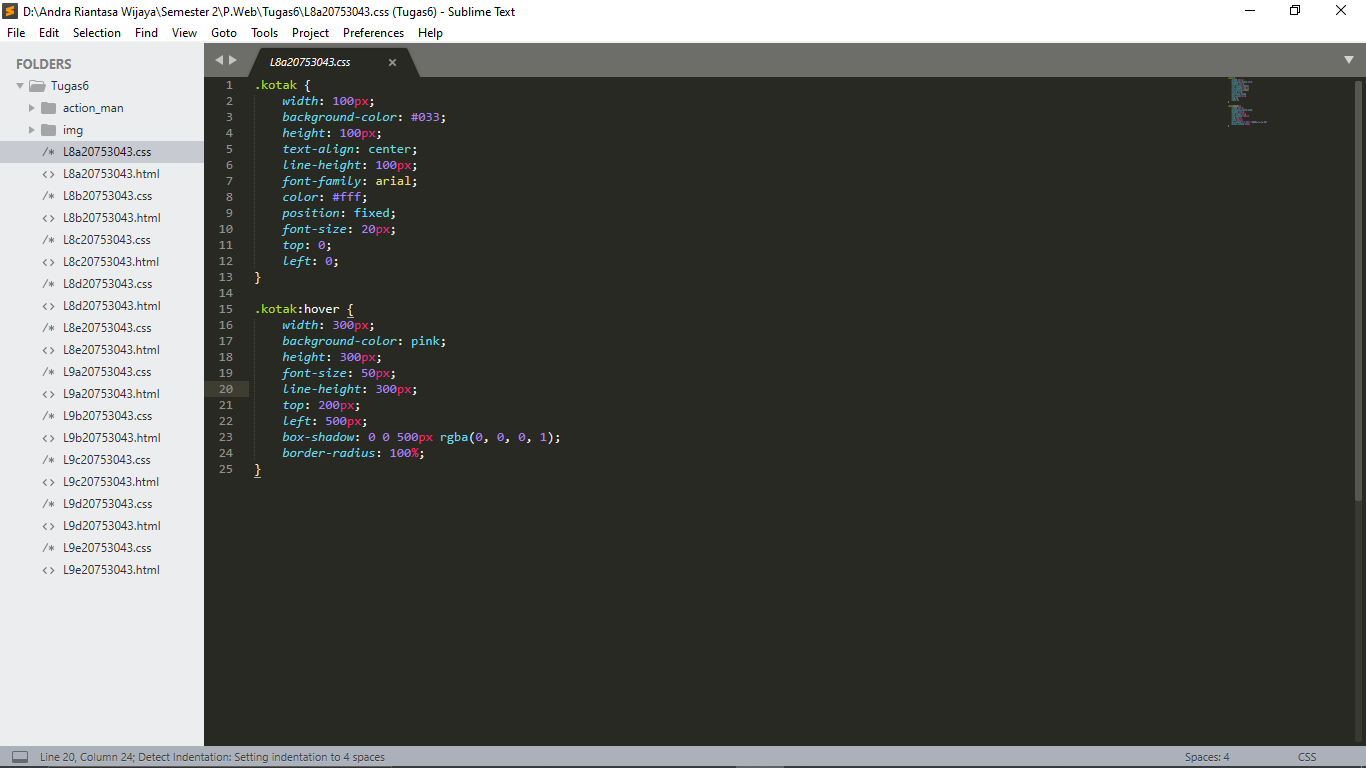 D:\Andra Riantasa Wijaya\Semester 2\P.Web\Tugas6\L8a20753043.css (Tugas6) - Sublime Text
File Edit Selection Find View Goto Tools Project Preferences Help
FOLDERS
Tugas6
action_man
img
/* L8a20753043.css
<> L8a20753043.html
/* L8b20753043.css
<> L8b20753043.html
/* L8c20753043.css
<> L8c20753043.html
/* L8d20753043.css
<> L8d20753043.html
/* L8e20753043.css
<> L8e20753043.html
/* L9a20753043.css
<> L9a20753043.html
/* L9b20753043.css
<> L9b20753043.html
/* L9c20753043.css
<> L9c20753043.html
/* L9d20753043.css
<> L9d20753043.html
/* L9e20753043.css
<> L9e20753043.html
L8a20753043.css ×
1 .kotak {
2 width: 100px;
3 background-color: #033;
4 height: 100px;
5 text-align: center;
6 line-height: 100px;
7 font-family: arial;
8 color: #fff;
9 position: fixed;
10 font-size: 20px;
11 top: 0;
12 left: 0;
13 }
14
15 .kotak:hover {
16 width: 300px;
17 background-color: pink;
18 height: 300px;
19 font-size: 50px;
20 line-height: 300px;
21 top: 200px;
22 left: 500px;
23 box-shadow: 0 0 500px rgba(0, 0, 0, 1);
24 border-radius: 100%;
25 }
Line 20, Column 24; Detect Indentation: Setting indentation to 4 spaces
Spaces: 4 CSS